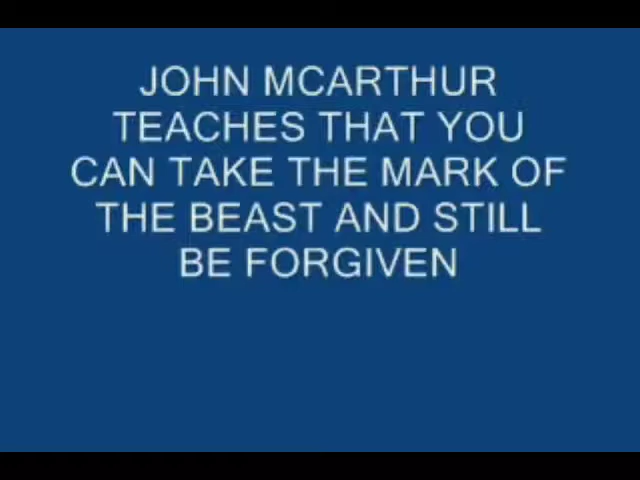 JOHN MCARTHUR
TEACHES THAT YOU
CAN TAKE THE MARK OF
THE BEAST AND STILL
BE FORGIVEN